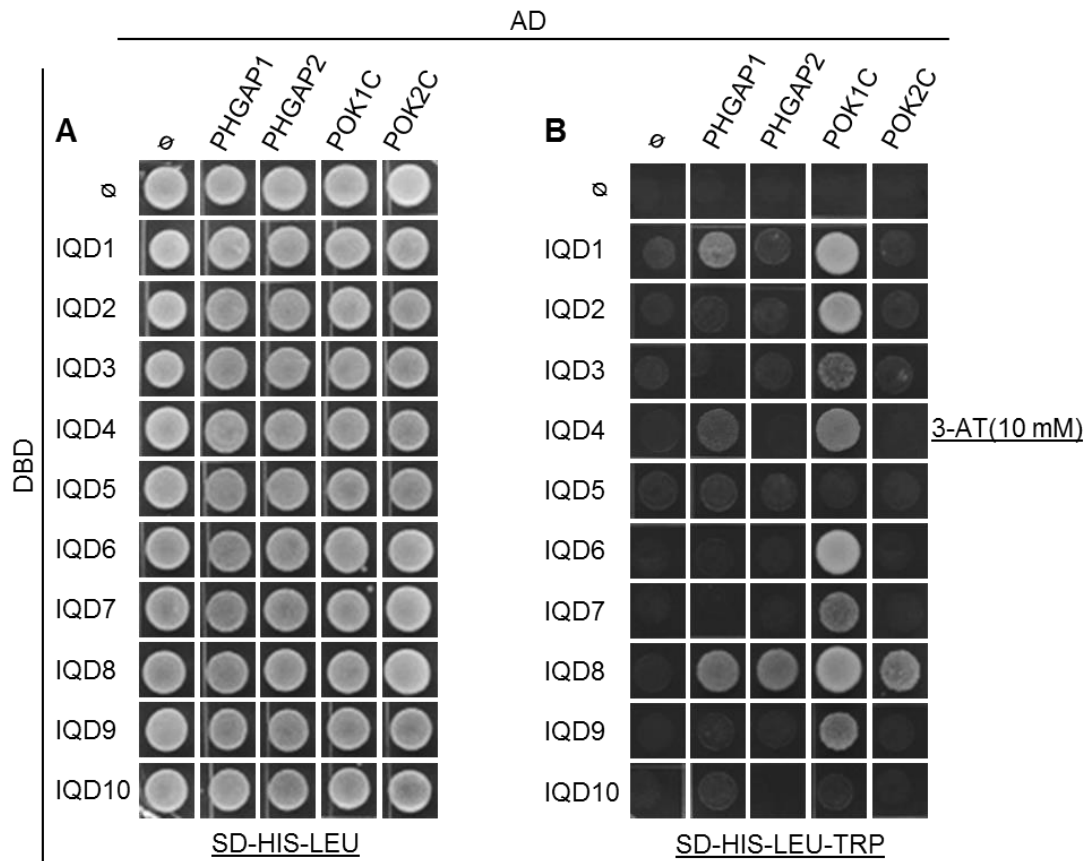 AD
A
ø
PHGAP1
PHGAP2
POK1C
POK2C
B
ø
PHGAP1
PHGAP2
POK1C
POK2C
DBD
ø
IQD1
IQD2
IQD3
IQD4
IQD5
IQD6
IQD7
IQD8
IQD9
IQD10
ø
IQD1
IQD2
IQD3
IQD4
IQD5
IQD6
IQD7
IQD8
IQD9
IQD10
3-AT(10 mM)
SD-HIS-LEU
SD-HIS-LEU-TRP